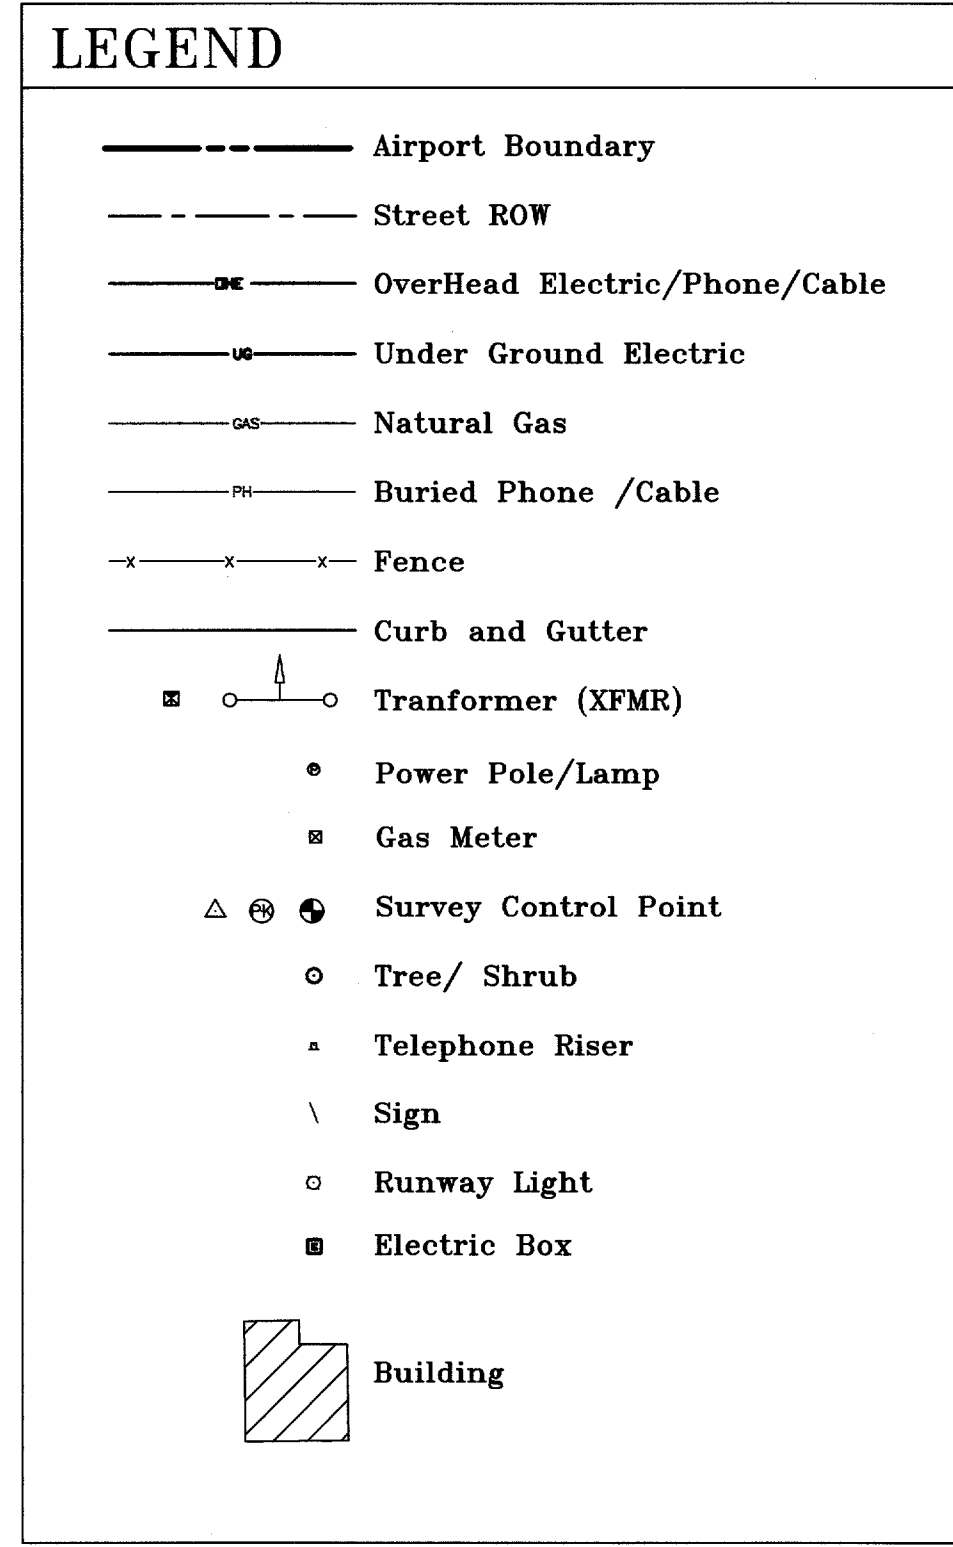 LEGEND
Airport Boundary
Street ROW
OHE OverHead Electric/Phone/Cable
UG Under Ground Electric
GAS Natural Gas
PH Buried Phone /Cable
x x x Fence
Curb and Gutter
Tranformer (XFMR)
P Power Pole/Lamp
Gas Meter
PK Survey Control Point
Tree/ Shrub
Telephone Riser
Sign
Runway Light
E Electric Box
Building